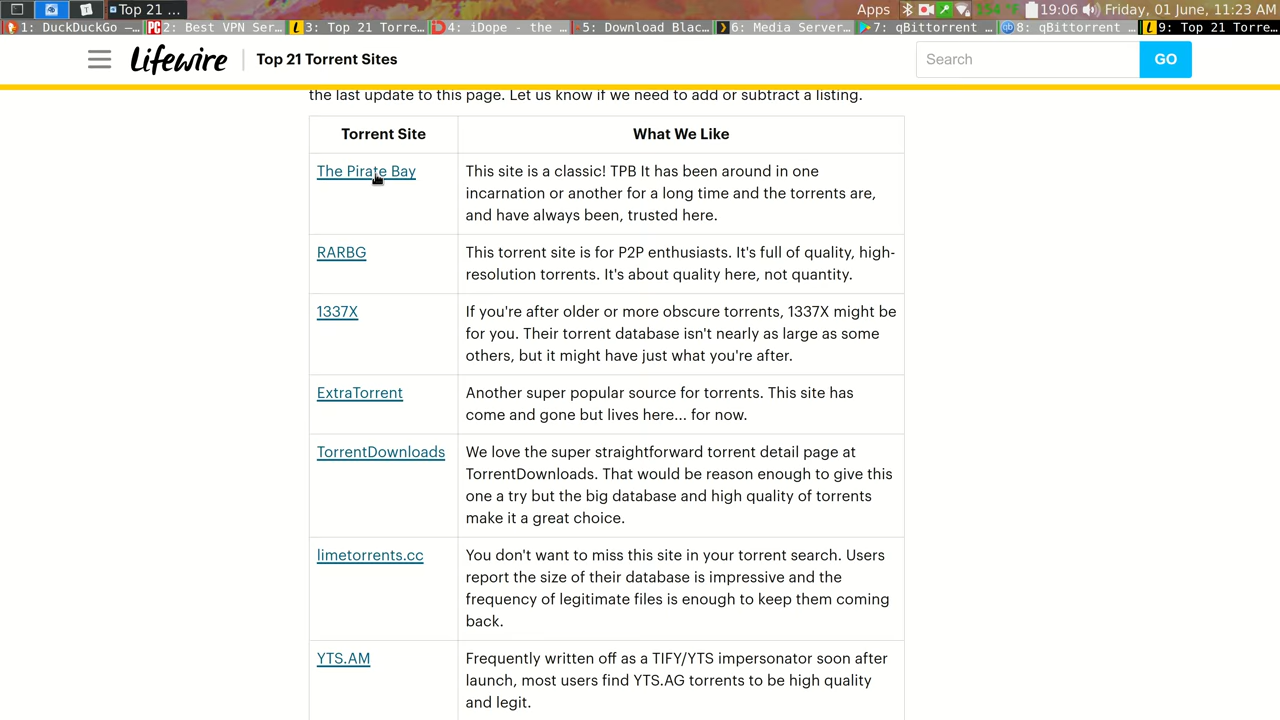 Top 21 ...
Apps
154 °F
19:06
Friday, 01 June, 11:23 AM
1: DuckDuckGo —…
2: Best VPN Ser…
3: Top 21 Torre…
4: iDope - the …
5: Download Blac…
6: Media Server…
7: qBittorrent …
8: qBittorrent …
9: Top 21 Torre…
Lifewire
Top 21 Torrent Sites
Search
GO
the last update to this page. Let us know if we need to add or subtract a listing.
Torrent Site
What We Like
The Pirate Bay
This site is a classic! TPB It has been around in one
incarnation or another for a long time and the torrents are,
and have always been, trusted here.
RARBG
This torrent site is for P2P enthusiasts. It's full of quality, high-
resolution torrents. It's about quality here, not quantity.
1337X
If you're after older or more obscure torrents, 1337X might be
for you. Their torrent database isn't nearly as large as some
others, but it might have just what you're after.
ExtraTorrent
Another super popular source for torrents. This site has
come and gone but lives here... for now.
TorrentDownloads
We love the super straightforward torrent detail page at
TorrentDownloads. That would be reason enough to give this
one a try but the big database and high quality of torrents
make it a great choice.
limetorrents.cc
You don't want to miss this site in your torrent search. Users
report the size of their database is impressive and the
frequency of legitimate files is enough to keep them coming
back.
YTS.AM
Frequently written off as a TIFY/YTS impersonator soon after
launch, most users find YTS.AG torrents to be high quality
and legit.